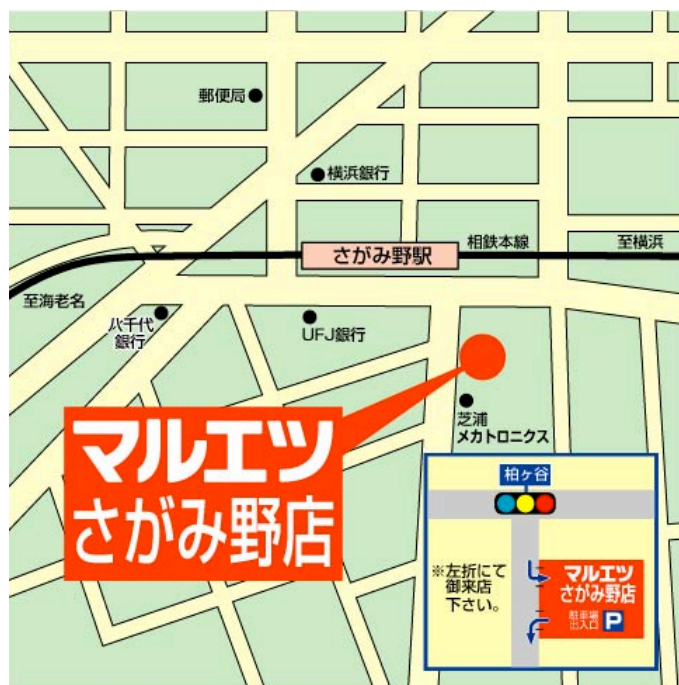 郵便局
横浜銀行
さがみ野駅
相鉄本線
至横浜
至海老名
八千代
銀行
UFJ銀行
芝浦
メカトロニクス
マルエツ
さがみ野店
柏ヶ谷
※左折にて
御来店
下さい。
マルエツ
さがみ野店
駐車場
出入口
P